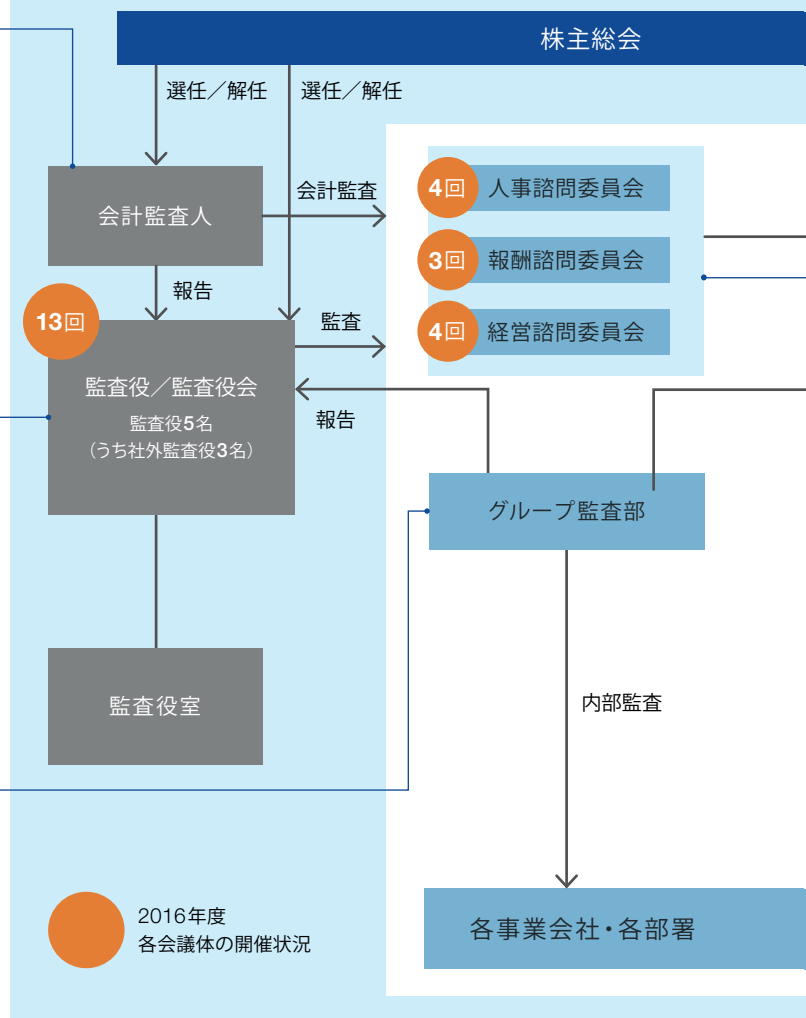 株主総会
選任／解任
選任／解任
会計監査人
会計監査
4回
人事諮問委員会
3回
報酬諮問委員会
4回
経営諮問委員会
報告
13回
監査
監査役／監査役会
監査役5名
（うち社外監査役3名）
報告
グループ監査部
監査役室
内部監査
2016年度
各会議体の開催状況
各事業会社・各部署